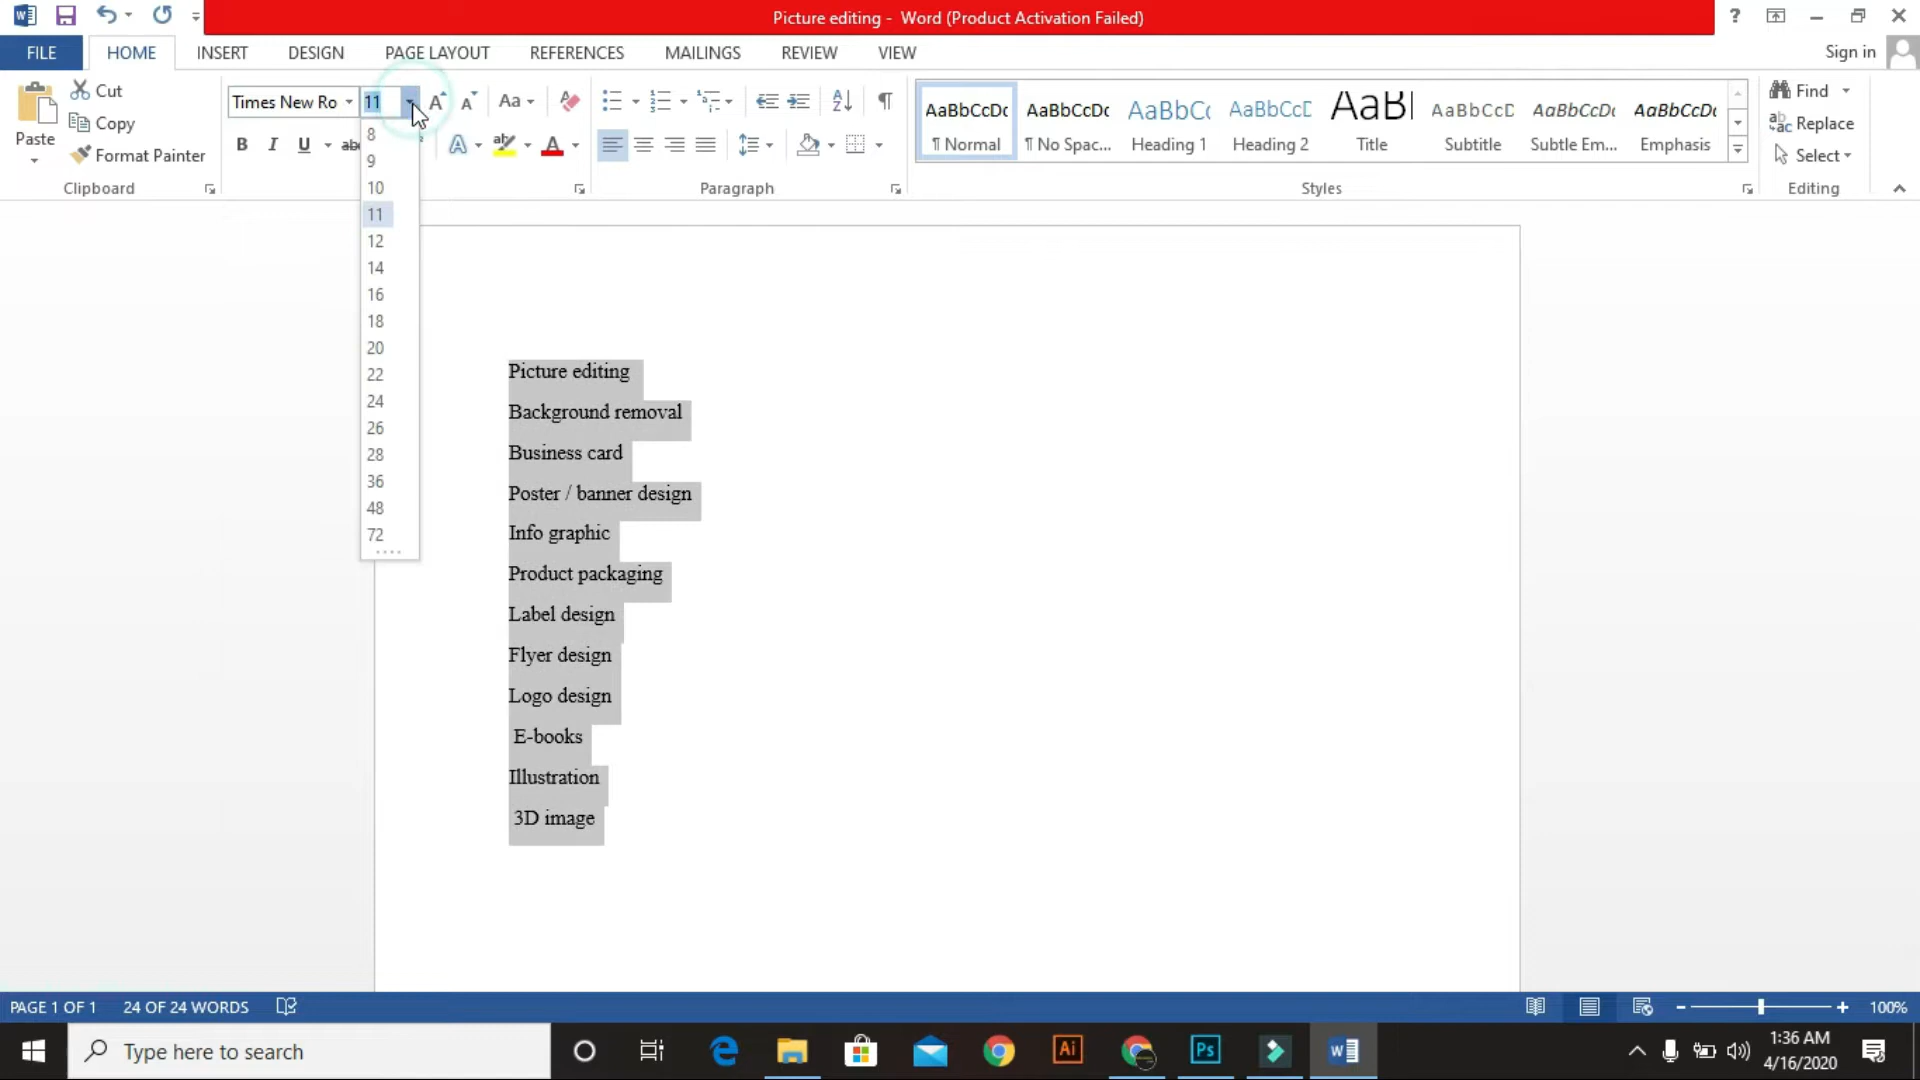 Picture editing - Word (Product Activation Failed)
FILE HOME INSERT DESIGN PAGE LAYOUT REFERENCES MAILINGS REVIEW VIEW Sign in
Paste
Cut
Copy
Format Painter
Clipboard
Times New Ro 11
Paragraph
AaBbCcDc AaBbCcDc AaBbCc AaBbCcD AaB AaBbCcD AaBbCcDc AaBbCcDc
¶ Normal ¶ No Spac... Heading 1 Heading 2 Title Subtitle Subtle Em... Emphasis
Styles
Find
Replace
Select
Editing
8
9
10
11
12
14
16
18
20
22
24
26
28
36
48
72
Picture editing
Background removal
Business card
Poster / banner design
Info graphic
Product packaging
Label design
Flyer design
Logo design
E-books
Illustration
3D image
PAGE 1 OF 1 24 OF 24 WORDS 100%
Type here to search
Ai
Ps
1:36 AM
4/16/2020